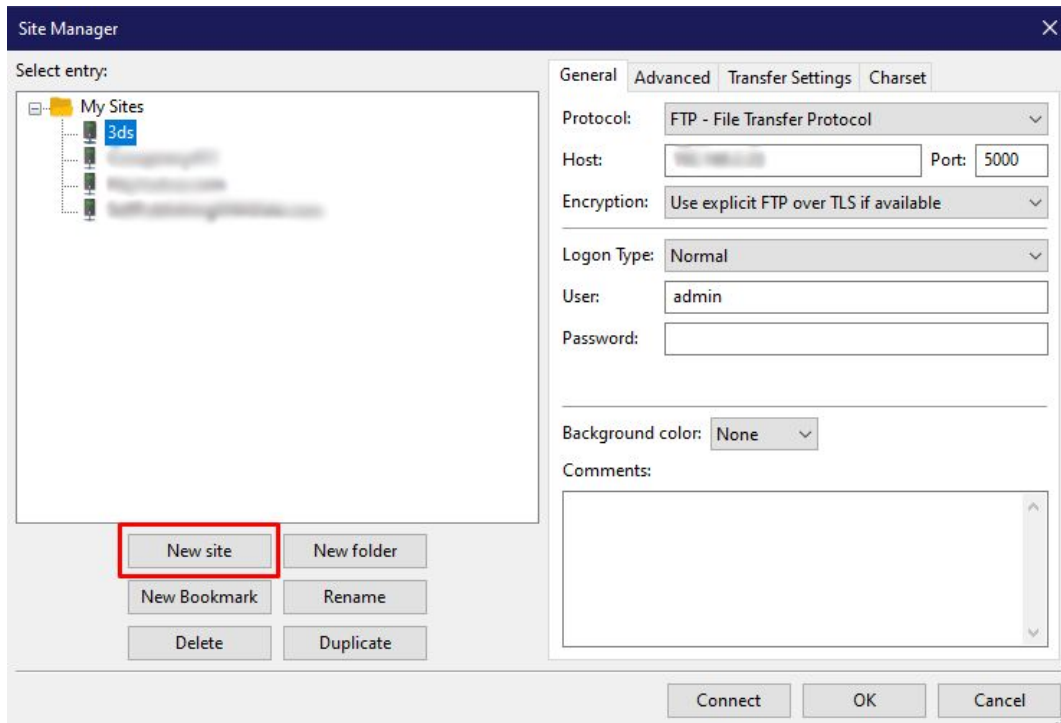 Site Manager
Select entry:
My Sites
3ds
New site
New folder
New Bookmark
Rename
Delete
Duplicate
General
Advanced
Transfer Settings
Charset
Protocol:
FTP - File Transfer Protocol
Host:
Port:
5000
Encryption:
Use explicit FTP over TLS if available
Logon Type:
Normal
User:
admin
Password:
Background color:
None
Comments:
Connect
OK
Cancel